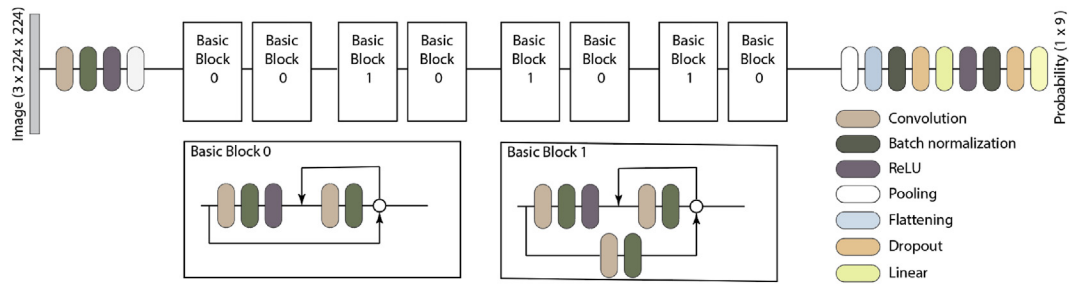 Image (3 x 224 x 224)
Basic
Block
0
Basic
Block
0
Basic
Block
1
Basic
Block
0
Basic
Block
1
Basic
Block
0
Basic
Block
1
Basic
Block
0
Probability (1 x 9)
Basic Block 0
Basic Block 1
Convolution
Batch normalization
ReLU
Pooling
Flattening
Dropout
Linear